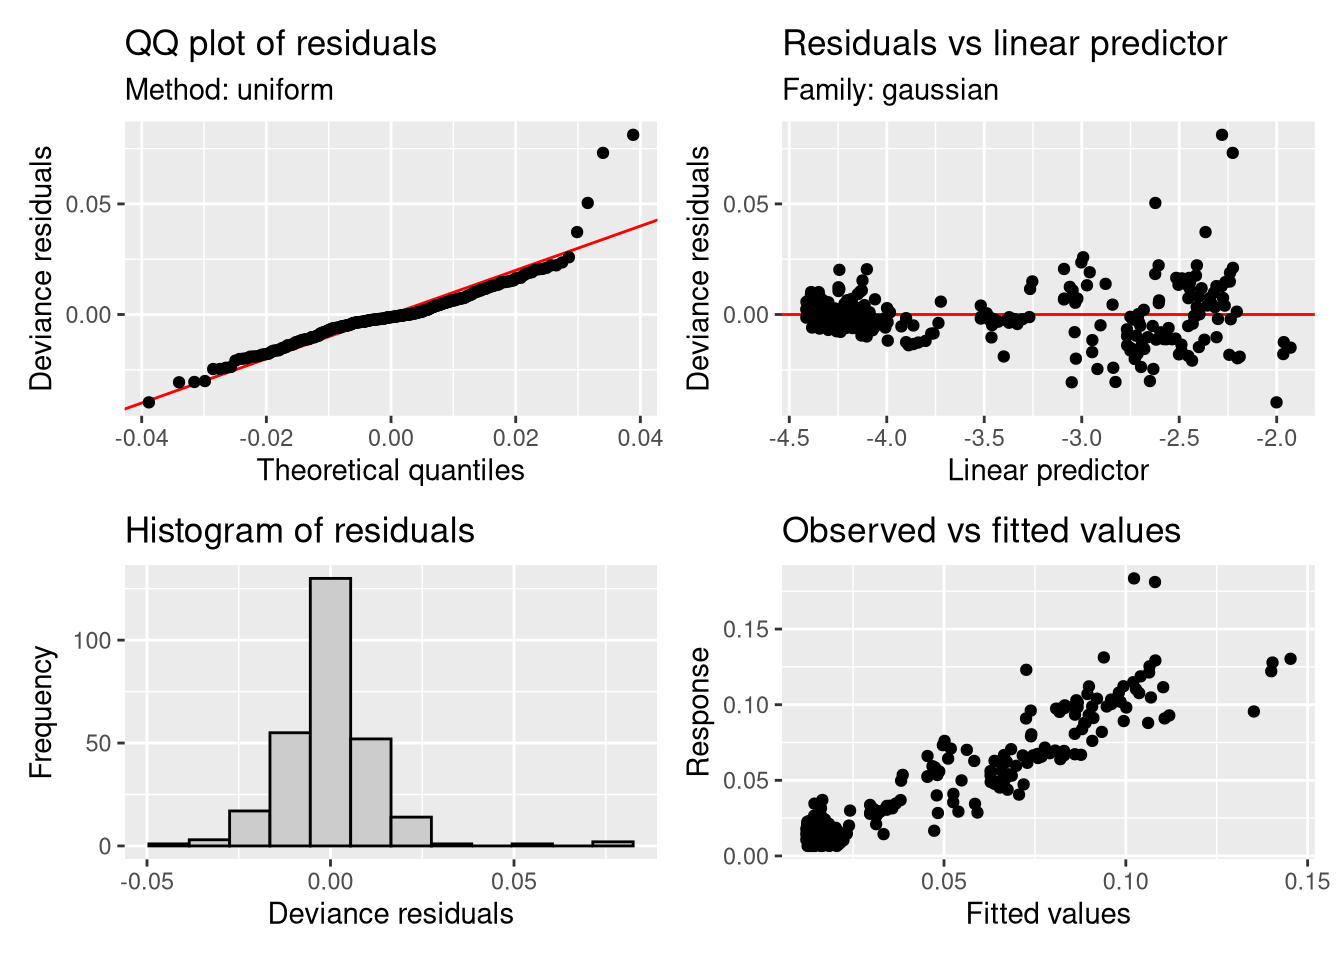 QQ plot of residuals
Method: uniform
Deviance residuals
0.05
0.00
-0.04
-0.02
0.00
0.02
0.04
Theoretical quantiles
Residuals vs linear predictor
Family: gaussian
Deviance residuals
0.05
0.00
-4.5
-4.0
-3.5
-3.0
-2.5
-2.0
Linear predictor
Histogram of residuals
Frequency
100
50
0
-0.05
0.00
0.05
Deviance residuals
Observed vs fitted values
Response
0.15
0.10
0.05
0.00
0.05
0.10
0.15
Fitted values